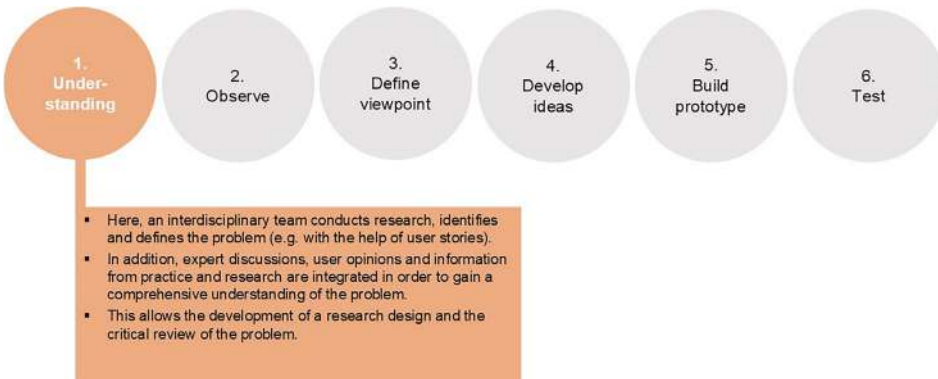 1.
Under-
standing
2.
Observe
3.
Define
viewpoint
4.
Develop
ideas
5.
Build
prototype
6.
Test
▪ Here, an interdisciplinary team conducts research, identifies
and defines the problem (e.g. with the help of user stories).
▪ In addition, expert discussions, user opinions and information
from practice and research are integrated in order to gain a
comprehensive understanding of the problem.
▪ This allows the development of a research design and the
critical review of the problem.